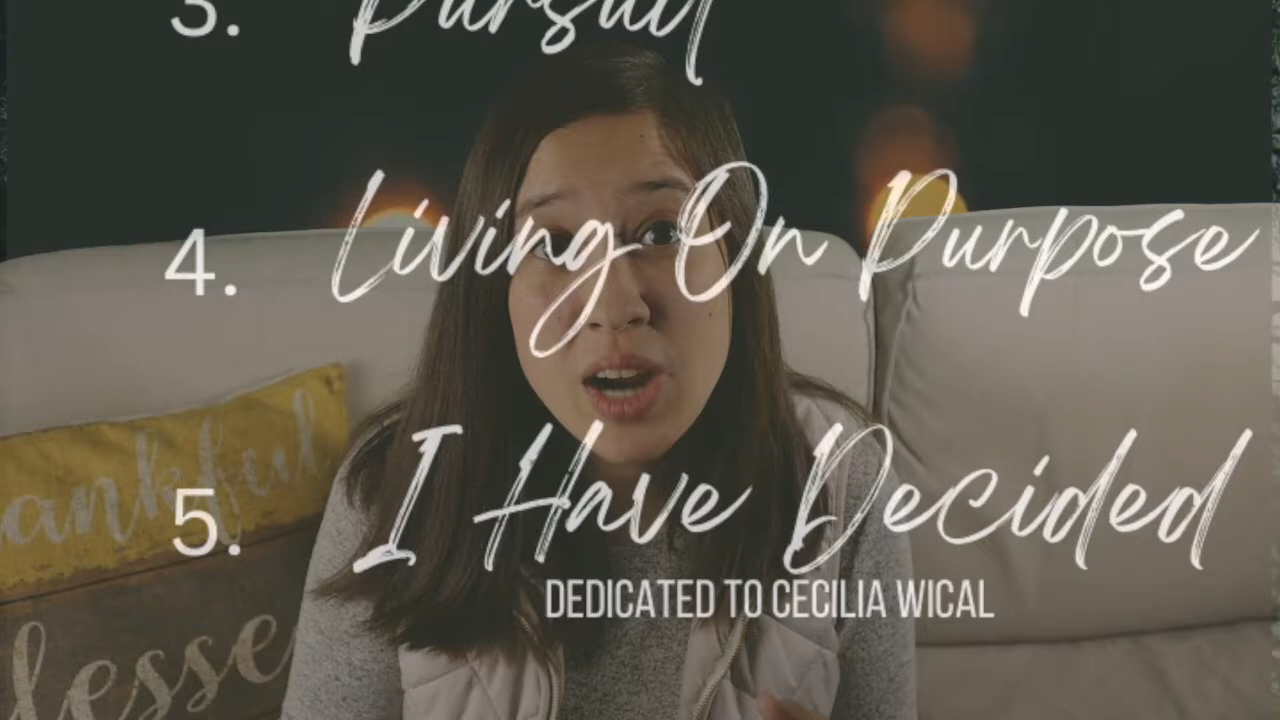 3. Pursuit
4. Living On Purpose
ankful
5. I Have Decided
DEDICATED TO CECILIA WICAL
lesse